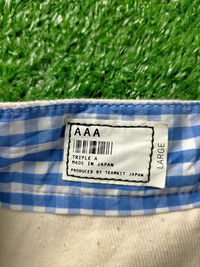 AAA
TRIPLE A
MADE IN JAPAN
PRODUCED BY TEAMKIT JAPAN
LARGE